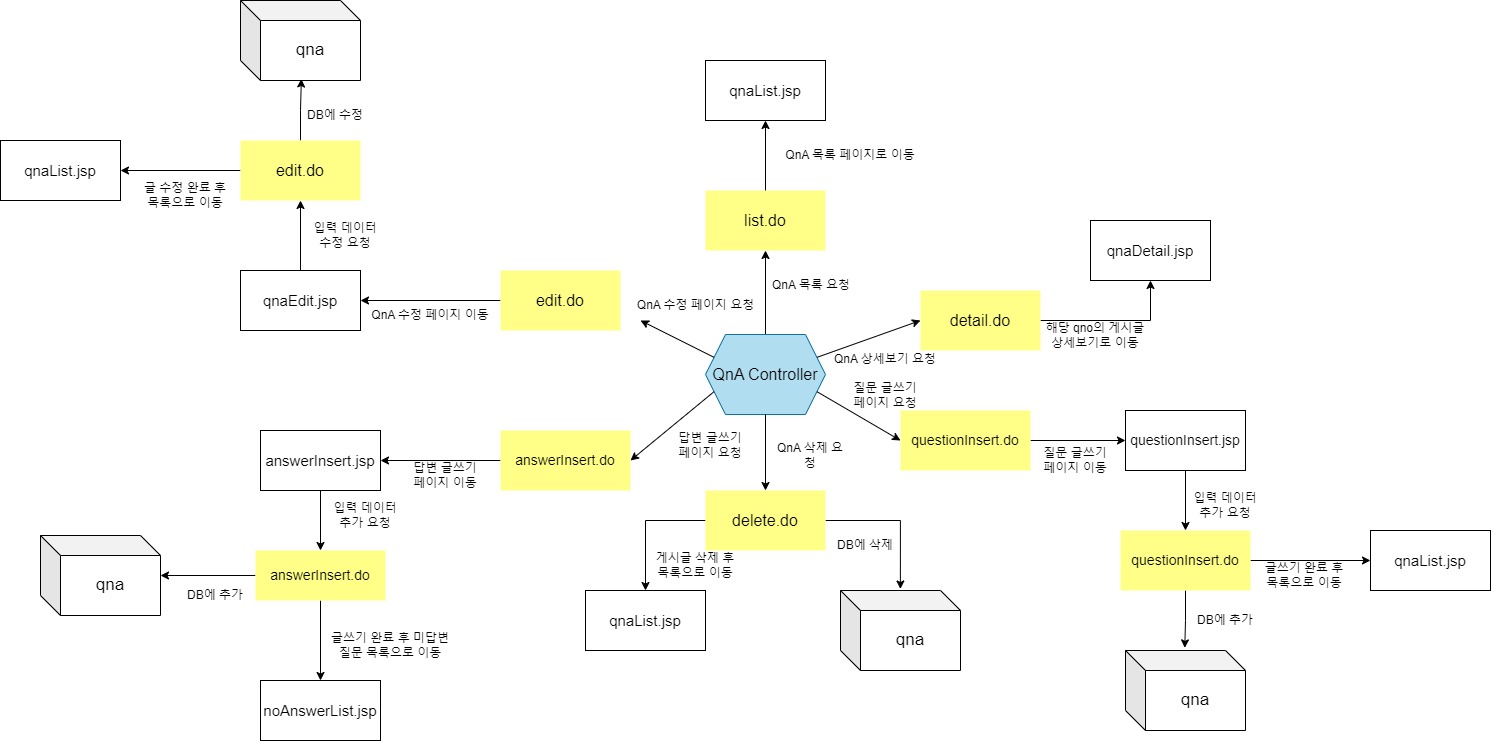 qna
DB에 수정
qnaList.jsp
edit.do
글 수정 완료 후
목록으로 이동
입력 데이터
수정 요청
qnaEdit.jsp
QnA 수정 페이지 이동
edit.do
QnA 수정 페이지 요청
qnaList.jsp
QnA 목록 페이지로 이동
list.do
QnA 목록 요청
qnaDetail.jsp
detail.do
해당 qno의 게시글
상세보기로 이동
QnA 상세보기 요청
QnA Controller
질문 글쓰기
페이지 요청
questionInsert.do
질문 글쓰기
페이지 이동
questionInsert.jsp
입력 데이터
추가 요청
questionInsert.do
글쓰기 완료 후
목록으로 이동
qnaList.jsp
DB에 추가
qna
답변 글쓰기
페이지 요청
answerInsert.do
답변 글쓰기
페이지 이동
answerInsert.jsp
입력 데이터
추가 요청
answerInsert.do
DB에 추가
qna
글쓰기 완료 후 미답변
질문 목록으로 이동
noAnswerList.jsp
QnA 삭제 요
청
delete.do
게시글 삭제 후
목록으로 이동
qnaList.jsp
DB에 삭제
qna